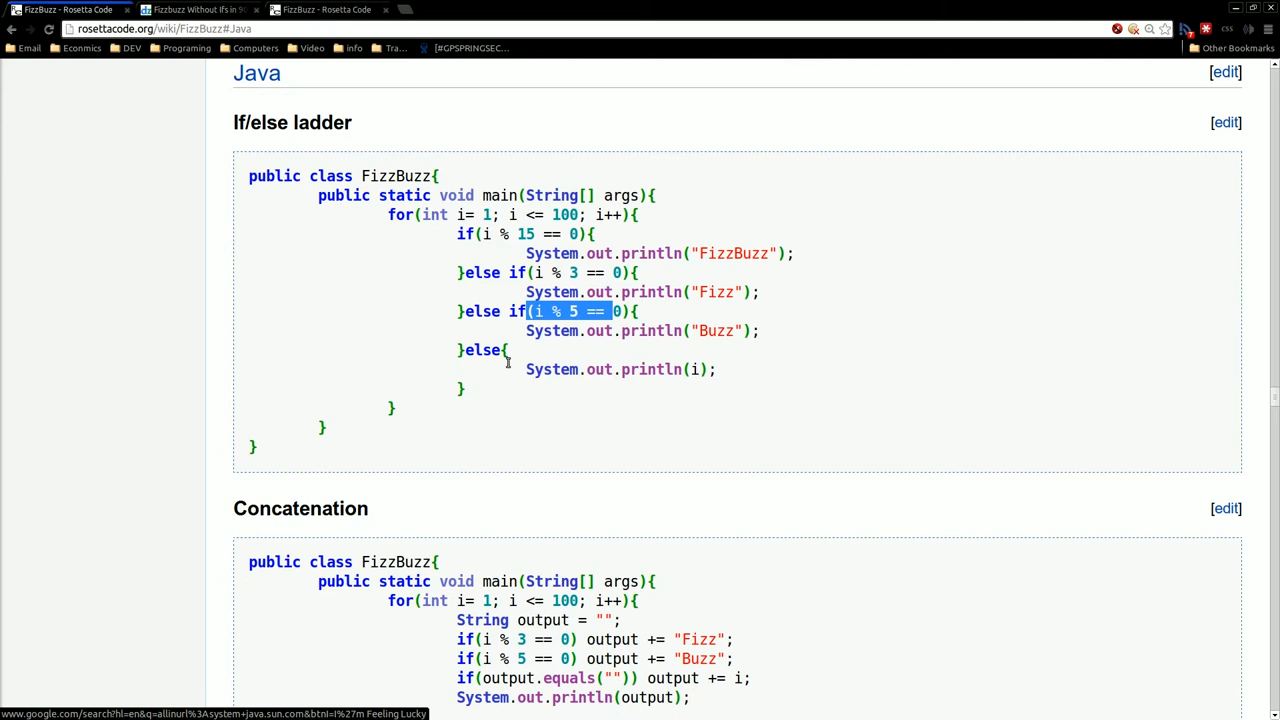 FizzBuzz - Rosetta Code
Fizzbuzz Without Ifs in 90
FizzBuzz - Rosetta Code
rosettacode.org/wiki/FizzBuzz#Java
css
Email
Econmics
DEV
Programing
Computers
Video
info
Tra...
[#GPSPRINGSEC...
Other Bookmarks
Java
[edit]
If/else ladder
[edit]
public class FizzBuzz{
public static void main(String[] args){
for(int i= 1; i <= 100; i++){
if(i % 15 == 0){
System.out.println("FizzBuzz");
}else if(i % 3 == 0){
System.out.println("Fizz");
}else if(i % 5 == 0){
System.out.println("Buzz");
}else{
System.out.println(i);
}
}
}
}
Concatenation
[edit]
public class FizzBuzz{
public static void main(String[] args){
for(int i= 1; i <= 100; i++){
String output = "";
if(i % 3 == 0) output += "Fizz";
if(i % 5 == 0) output += "Buzz";
if(output.equals("")) output += i;
System.out.println(output);
www.google.com/search?hl=en&q=allinurl%3Asystem+java.sun.com&btnI=I%27m Feeling Lucky